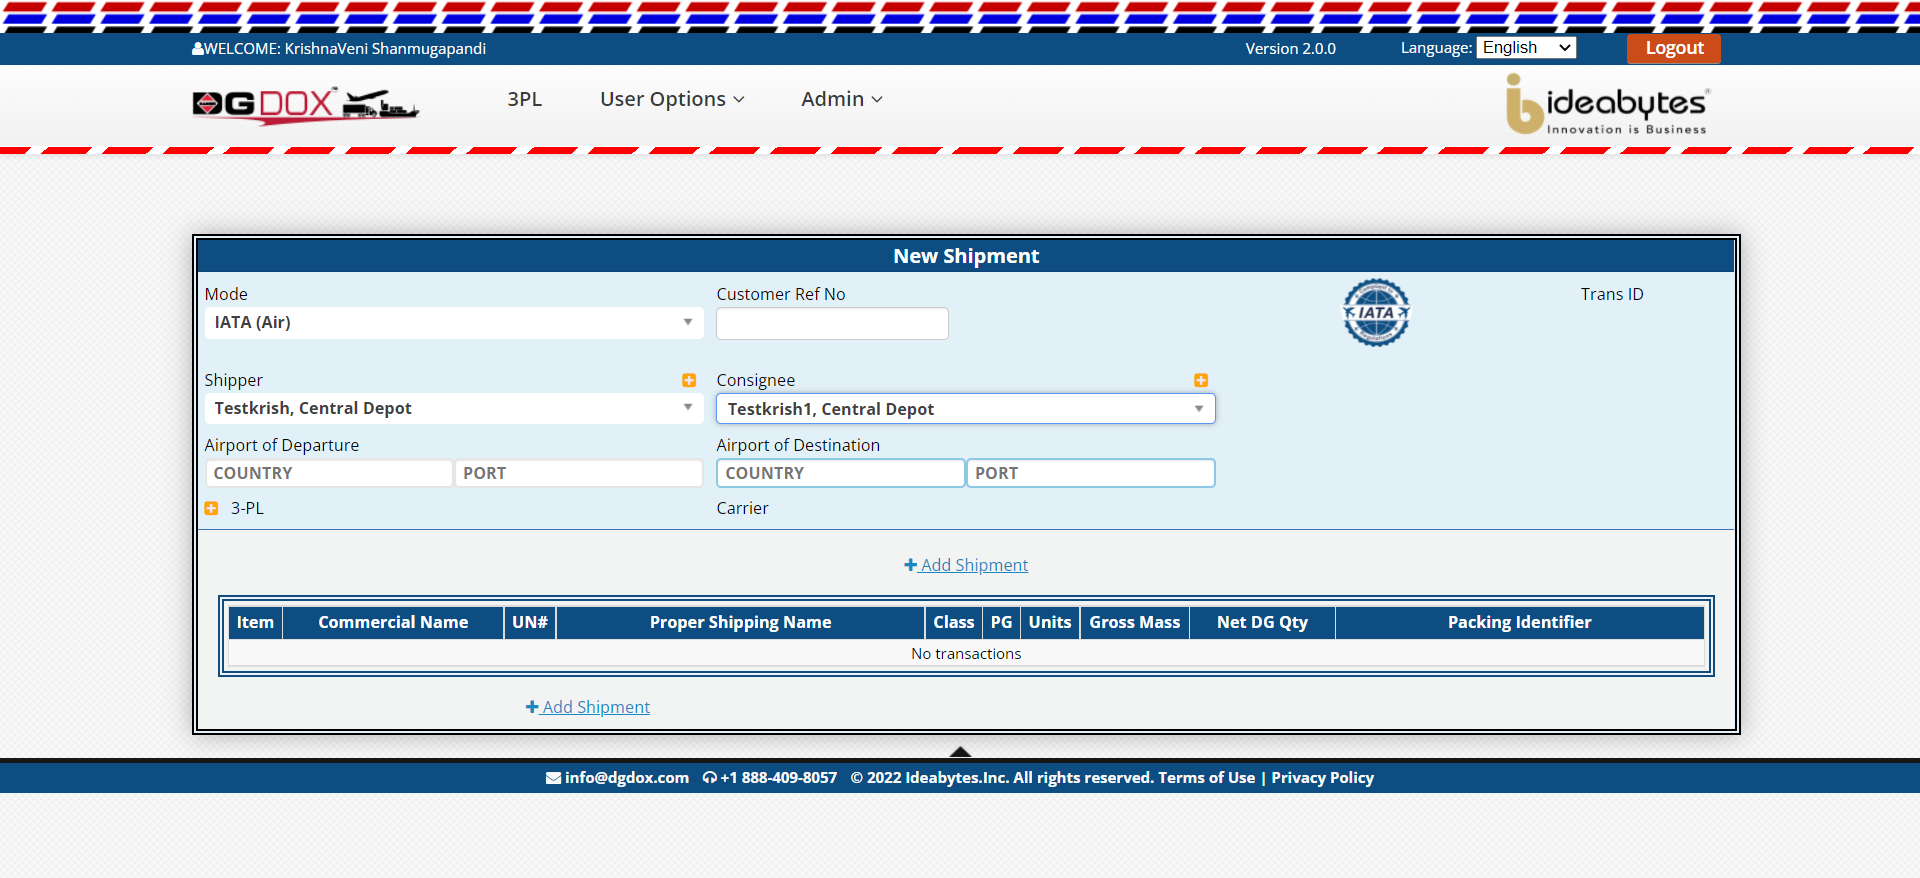 WELCOME: KrishnaVeni Shanmugapandi Version 2.0.0 Language: English Logout
DGDOX™ 3PL User Options Admin ideabytes®
Innovation is Business
New Shipment
Mode Customer Ref No Trans ID
IATA (Air)
IATA
Shipper Consignee
Testkrish, Central Depot Testkrish1, Central Depot
Airport of Departure Airport of Destination
COUNTRY PORT COUNTRY PORT
3-PL Carrier
Add Shipment
Item Commercial Name UN# Proper Shipping Name Class PG Units Gross Mass Net DG Qty Packing Identifier
No transactions
Add Shipment
info@dgdox.com +1 888-409-8057 © 2022 Ideabytes.Inc. All rights reserved. Terms of Use | Privacy Policy